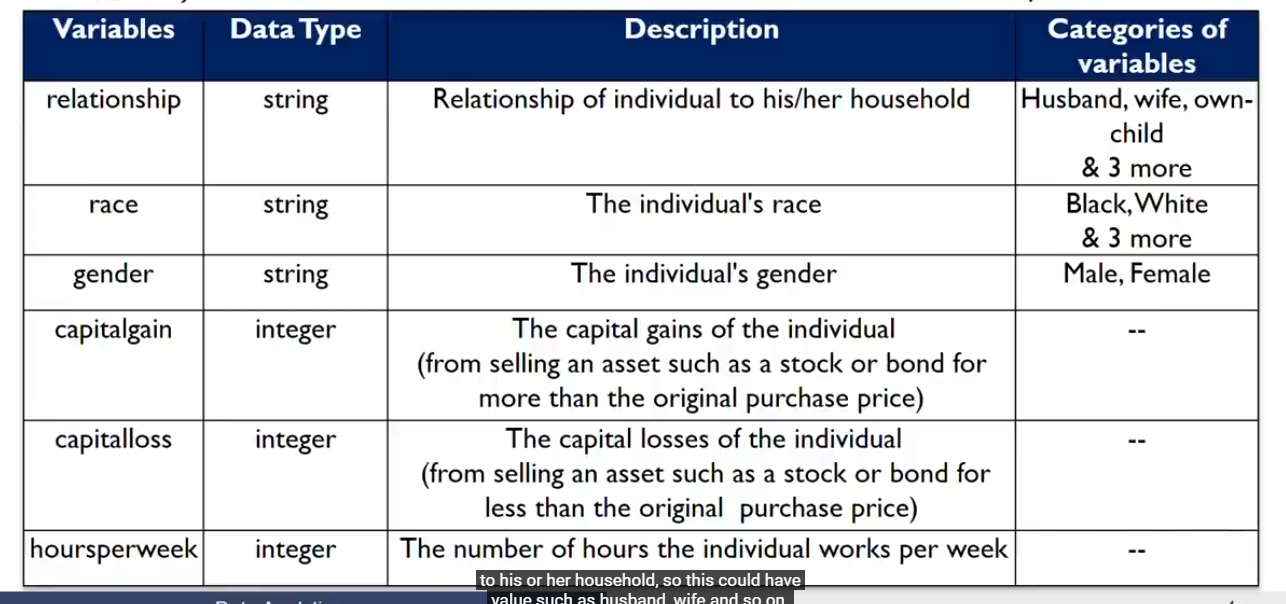 Variables Data Type Description Categories of
variables
relationship string Relationship of individual to his/her household Husband, wife, own-
child
& 3 more
race string The individual's race Black, White
& 3 more
gender string The individual's gender Male, Female
capitalgain integer The capital gains of the individual --
(from selling an asset such as a stock or bond for
more than the original purchase price)
capitalloss integer The capital losses of the individual --
(from selling an asset such as a stock or bond for
less than the original purchase price)
hoursperweek integer The number of hours the individual works per week --
to his or her household, so this could have
value such as husband, wife and so on